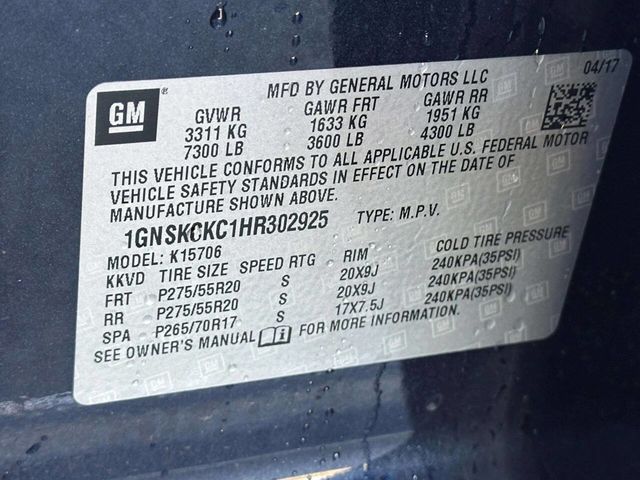 MFD BY GENERAL MOTORS LLC
04/17
GM
GVWR GAWR FRT GAWR RR
3311 KG 1633 KG 1951 KG
7300 LB 3600 LB 4300 LB
THIS VEHICLE CONFORMS TO ALL APPLICABLE U.S. FEDERAL MOTOR
VEHICLE SAFETY STANDARDS IN EFFECT ON THE DATE OF
MANUFACTURE SHOWN ABOVE.
1GNSKCKC1HR302925 TYPE: M.P.V.
MODEL: K15706
KKVD TIRE SIZE SPEED RTG RIM COLD TIRE PRESSURE
FRT P275/55R20 S 20X9J 240KPA(35PSI)
RR P275/55R20 S 20X9J 240KPA(35PSI)
SPA P265/70R17 S 17X7.5J 240KPA(35PSI)
SEE OWNER'S MANUAL FOR MORE INFORMATION.